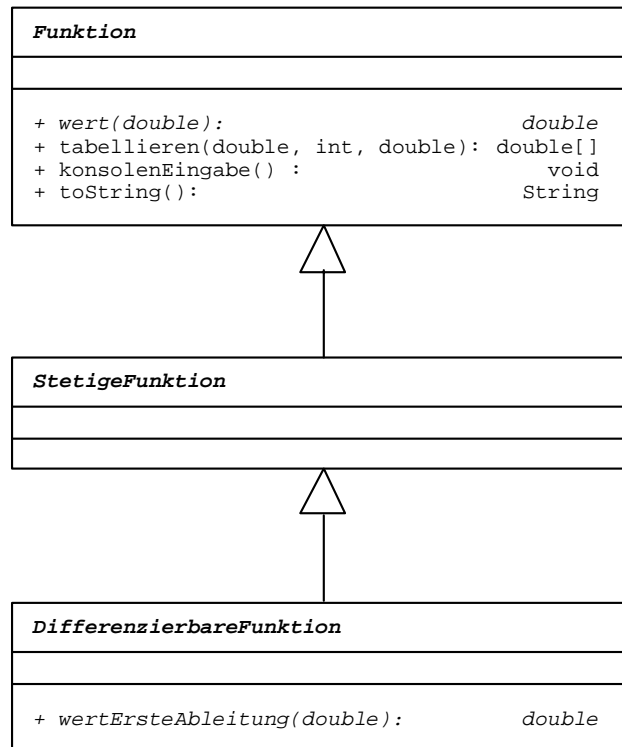 Funktion
+ wert(double): double
+ tabellieren(double, int, double): double[]
+ konsolenEingabe() : void
+ toString(): String
StetigeFunktion
DifferenzierbareFunktion
+ wertErsteAbleitung(double): double